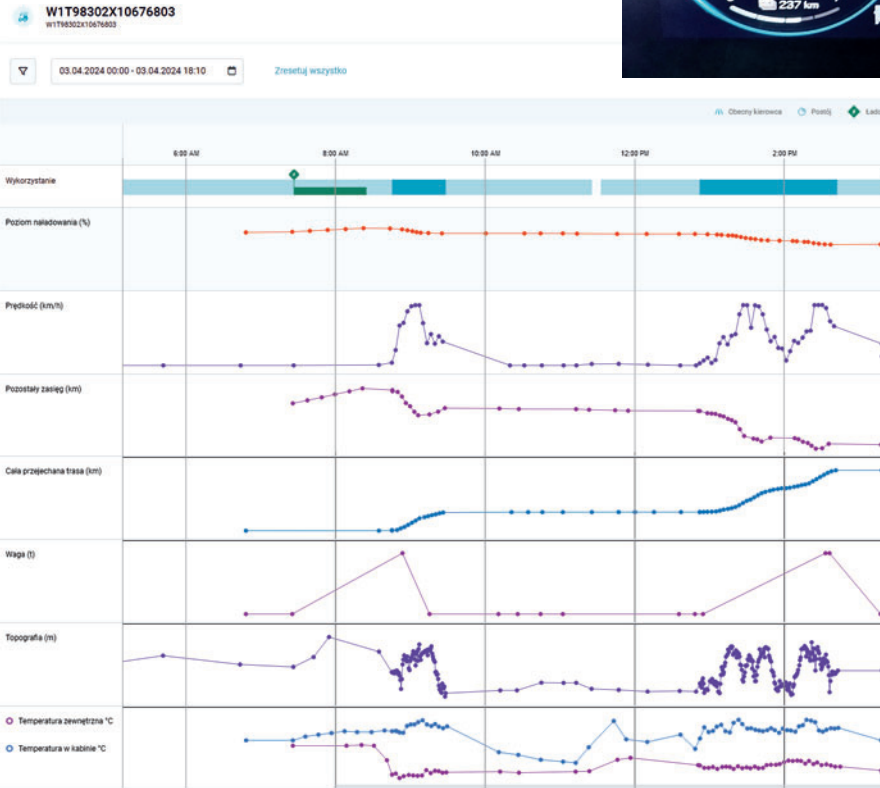 W1T98302X10676803
W1T98302X10676803
237 km
03.04.2024 00:00 - 03.04.2024 18:10
Zresetuj wszystko
Obecny kierowca
Postój
6:00 AM
8:00 AM
10:00 AM
12:00 PM
2:00 PM
Wykorzystanie
Poziom naładowania (%)
Prędkość (km/h)
Pozostały zasięg (km)
Cała przejechana trasa (km)
Waga (t)
Topografia (m)
Temperatura zewnętrzna °C
Temperatura w kabinie °C